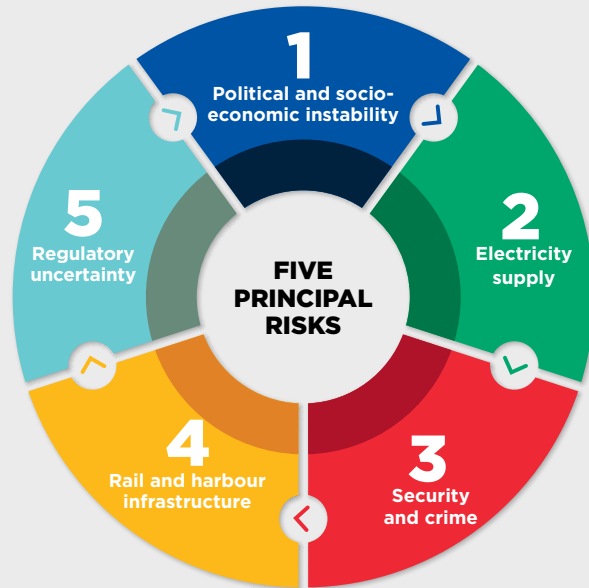 1
Political and socio-
economic instability
2
Electricity
supply
3
Security
and crime
4
Rail and harbour
infrastructure
5
Regulatory
uncertainty
FIVE
PRINCIPAL
RISKS